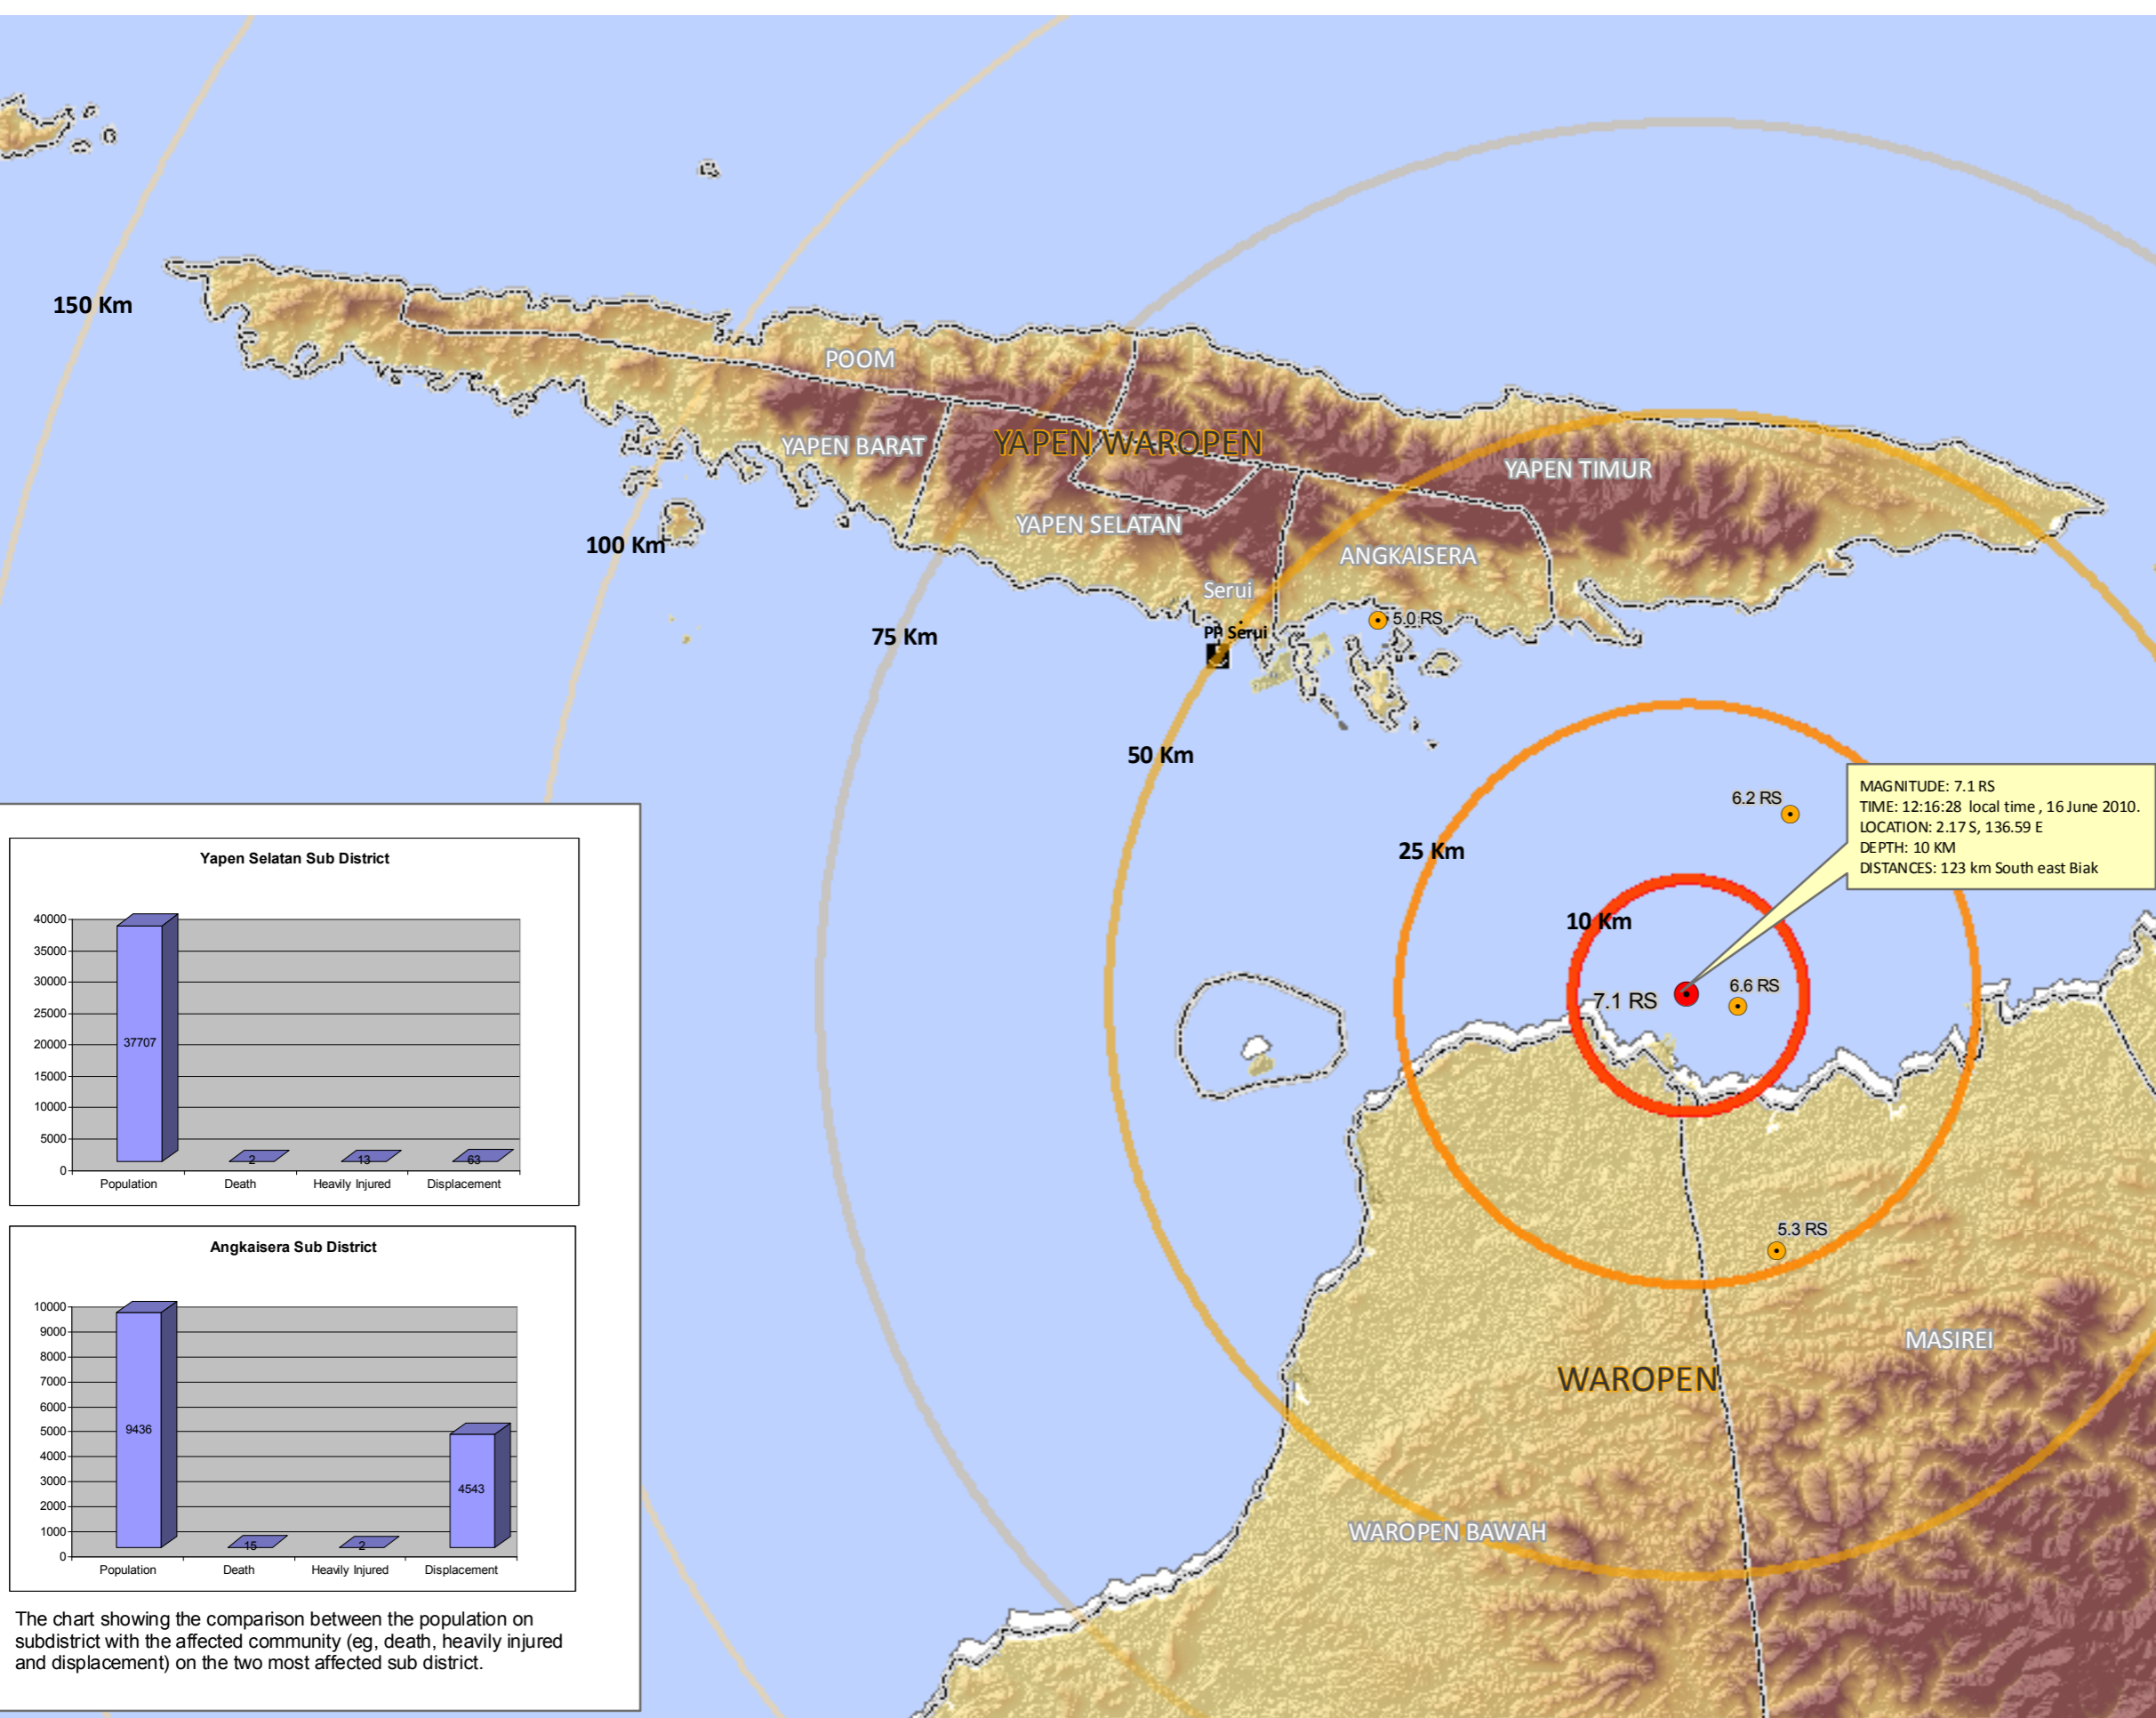 150 Km
POOM
YAPEN BARAT
YAPEN WAROPEN
YAPEN TIMUR
YAPEN SELATAN
100 Km
ANGKAISERA
Serui
5.0 RS
PP Serui
75 Km
50 Km
6.2 RS
MAGNITUDE: 7.1 RS
TIME: 12:16:28 local time , 16 June 2010.
LOCATION: 2.17 S, 136.59 E
DEPTH: 10 KM
DISTANCES: 123 km South east Biak
25 Km
10 Km
7.1 RS
6.6 RS
5.3 RS
MASIREI
WAROPEN
WAROPEN BAWAH
Yapen Selatan Sub District
40000
35000
30000
25000
20000
15000
10000
5000
0
37707
2
13
63
Population Death Heavily Injured Displacement
Angkaisera Sub District
10000
9000
8000
7000
6000
5000
4000
3000
2000
1000
0
9436
15
2
4543
Population Death Heavily Injured Displacement
The chart showing the comparison between the population on
subdistrict with the affected community (eg, death, heavily injured
and displacement) on the two most affected sub district.